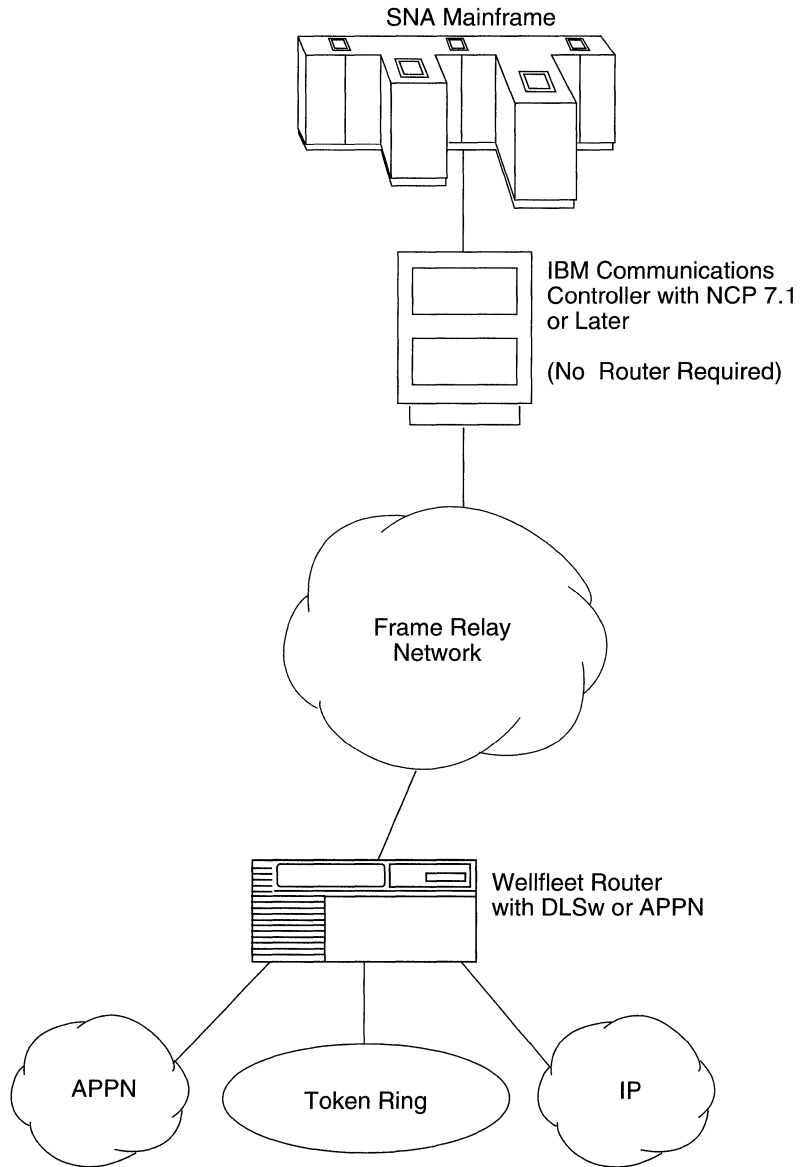 SNA Mainframe
IBM Communications
Controller with NCP 7.1
or Later
(No Router Required)
Frame Relay
Network
Wellfleet Router
with DLSw or APPN
APPN
Token Ring
IP